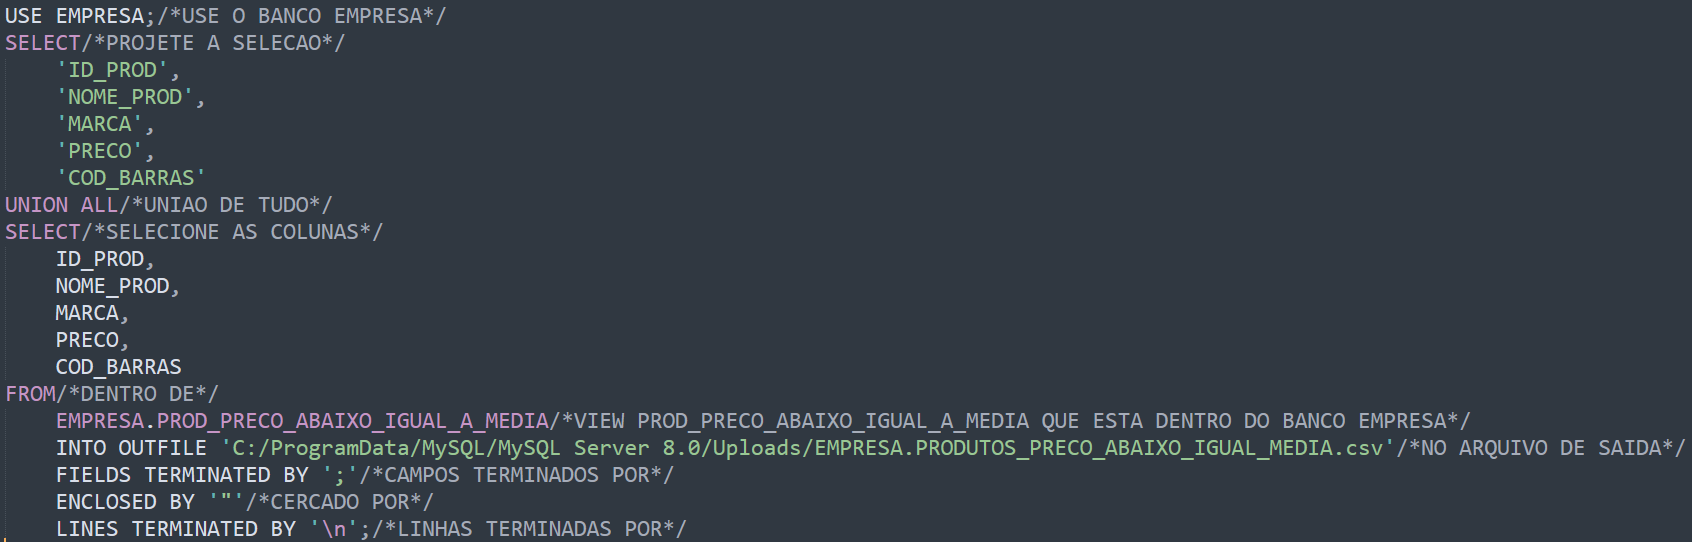 USE EMPRESA;/*USE O BANCO EMPRESA*/
SELECT/*PROJETE A SELECAO*/
    'ID_PROD',
    'NOME_PROD',
    'MARCA',
    'PRECO',
    'COD_BARRAS'
UNION ALL/*UNIAO DE TUDO*/
SELECT/*SELECIONE AS COLUNAS*/
    ID_PROD,
    NOME_PROD,
    MARCA,
    PRECO,
    COD_BARRAS
FROM/*DENTRO DE*/
    EMPRESA.PROD_PRECO_ABAIXO_IGUAL_A_MEDIA/*VIEW PROD_PRECO_ABAIXO_IGUAL_A_MEDIA QUE ESTA DENTRO DO BANCO EMPRESA*/
    INTO OUTFILE 'C:/ProgramData/MySQL/MySQL Server 8.0/Uploads/EMPRESA.PRODUTOS_PRECO_ABAIXO_IGUAL_MEDIA.csv'/*NO ARQUIVO DE SAIDA*/
    FIELDS TERMINATED BY ';'/*CAMPOS TERMINADOS POR*/
    ENCLOSED BY '"'/*CERCADO POR*/
    LINES TERMINATED BY '\n';/*LINHAS TERMINADAS POR*/